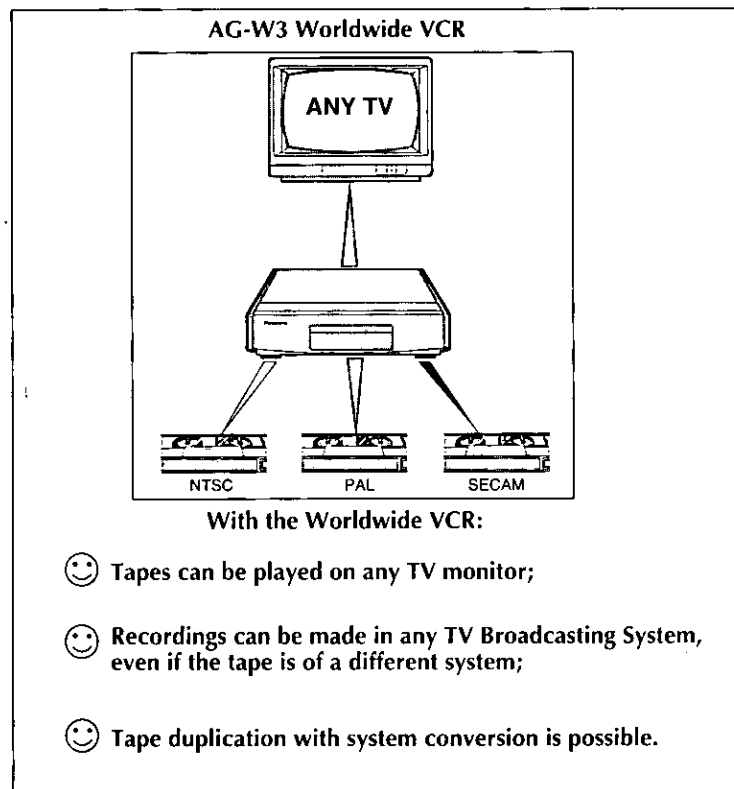 AG-W3 Worldwide VCR
ANY TV
Panasonic
NTSC PAL SECAM
With the Worldwide VCR:
Tapes can be played on any TV monitor;
Recordings can be made in any TV Broadcasting System,
even if the tape is of a different system;
Tape duplication with system conversion is possible.